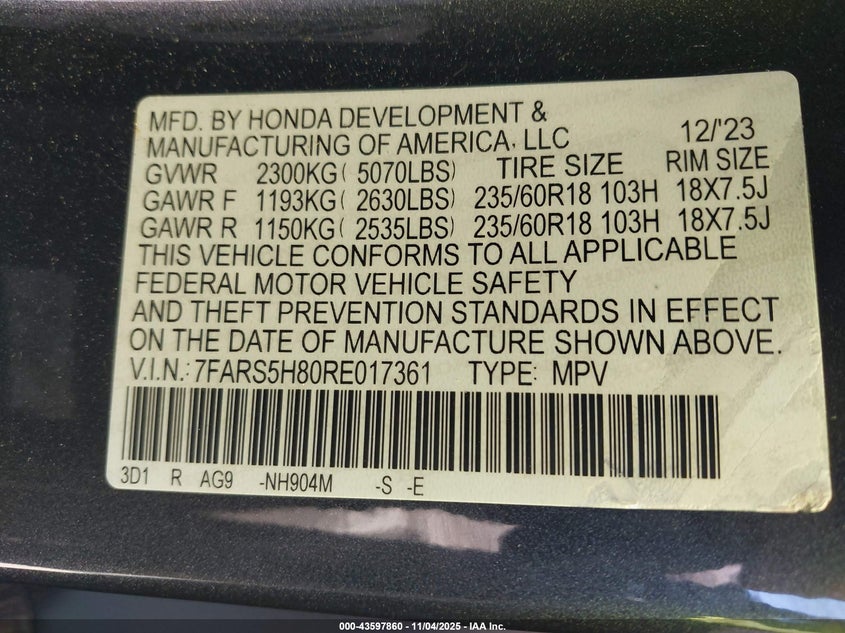 MFD. BY HONDA DEVELOPMENT &
MANUFACTURING OF AMERICA, LLC 12/'23
GVWR 2300KG( 5070LBS) TIRE SIZE RIM SIZE
GAWR F 1193KG( 2630LBS) 235/60R18 103H 18X7.5J
GAWR R 1150KG( 2535LBS) 235/60R18 103H 18X7.5J
THIS VEHICLE CONFORMS TO ALL APPLICABLE
FEDERAL MOTOR VEHICLE SAFETY
AND THEFT PREVENTION STANDARDS IN EFFECT
ON THE DATE OF MANUFACTURE SHOWN ABOVE.
V.I.N.: 7FARS5H80RE017361 TYPE: MPV
3D1 R AG9 -NH904M -S -E
000-43597860 - 11/04/2025 - IAA Inc.